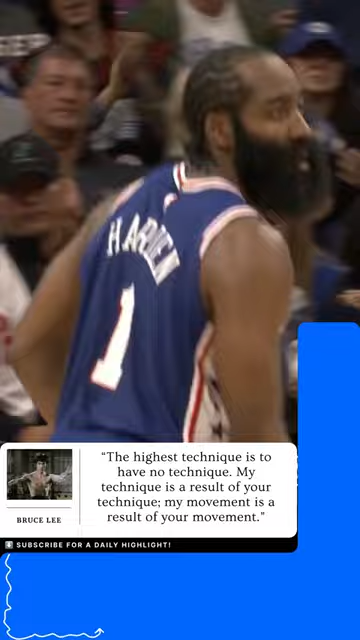 HARDEN
1
“The highest technique is to
have no technique. My
technique is a result of your
technique; my movement is a
result of your movement.”
BRUCE LEE
⬇️ SUBSCRIBE FOR A DAILY HIGHLIGHT!